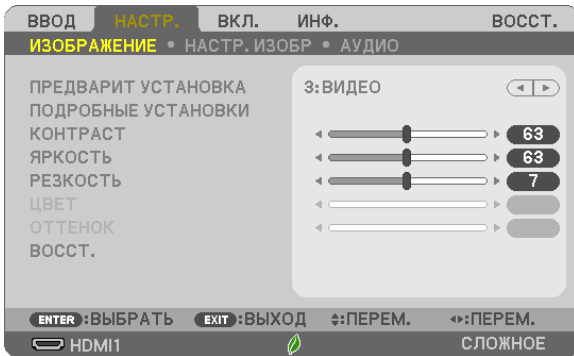 ВВОД НАСТР. ВКЛ. ИНФ. ВОССТ.
ИЗОБРАЖЕНИЕ • НАСТР. ИЗОБР • АУДИО
ПРЕДВАРИТ УСТАНОВКА 3:ВИДЕО
ПОДРОБНЫЕ УСТАНОВКИ
КОНТРАСТ 63
ЯРКОСТЬ 63
РЕЗКОСТЬ 7
ЦВЕТ
ОТТЕНОК
ВОССТ.
ENTER :ВЫБРАТЬ EXIT :ВЫХОД :ПЕРЕМ. :ПЕРЕМ.
HDMI1 СЛОЖНОЕ